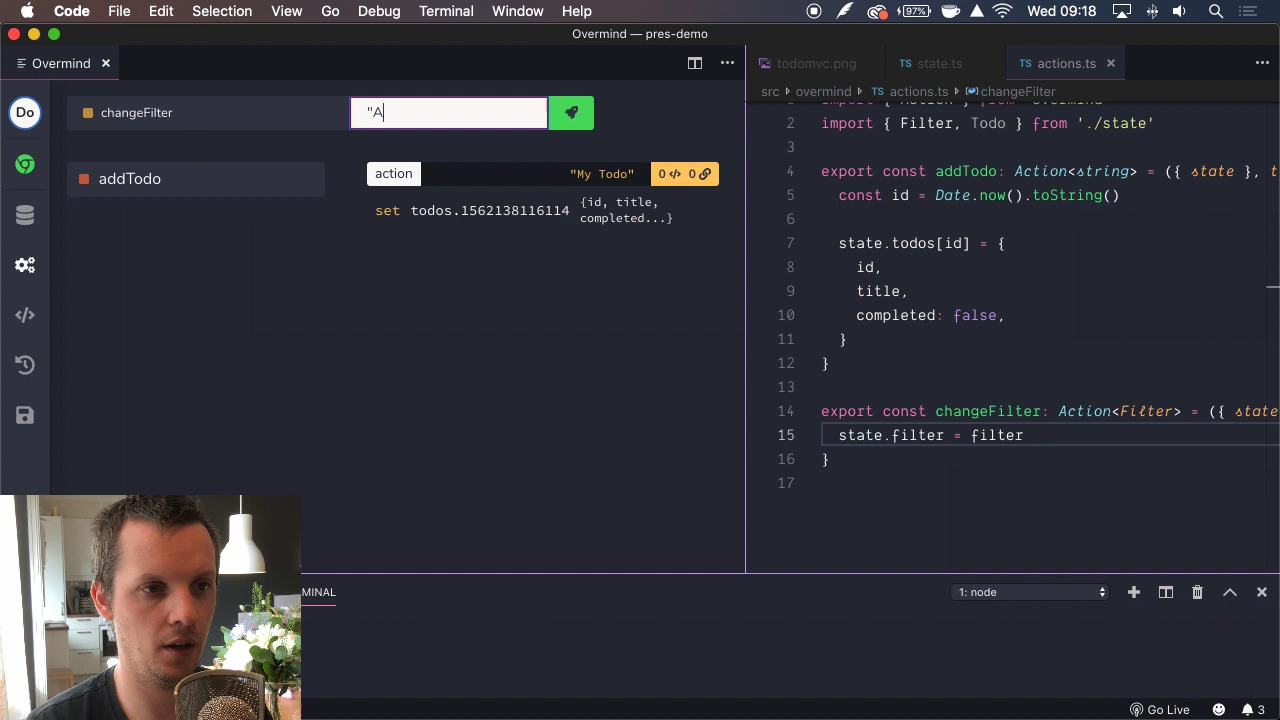 Code File Edit Selection View Go Debug Terminal Window Help 97% Wed 09:18
Overmind — pres-demo
Overmind
todomvc.png
TS state.ts
TS actions.ts
src overmind TS actions.ts changeFilter
Do
changeFilter
"A
addTodo
action
"My Todo"
0 0
set todos.1562138116114 {id, title,
completed...}
2 import { Filter, Todo } from './state'
3
4 export const addTodo: Action<string> = ({ state }, t
5 const id = Date.now().toString()
6
7 state.todos[id] = {
8 id,
9 title,
10 completed: false,
11 }
12 }
13
14 export const changeFilter: Action<Filter> = ({ state
15 state.filter = filter
16 }
17
MINAL
1: node
Go Live
3